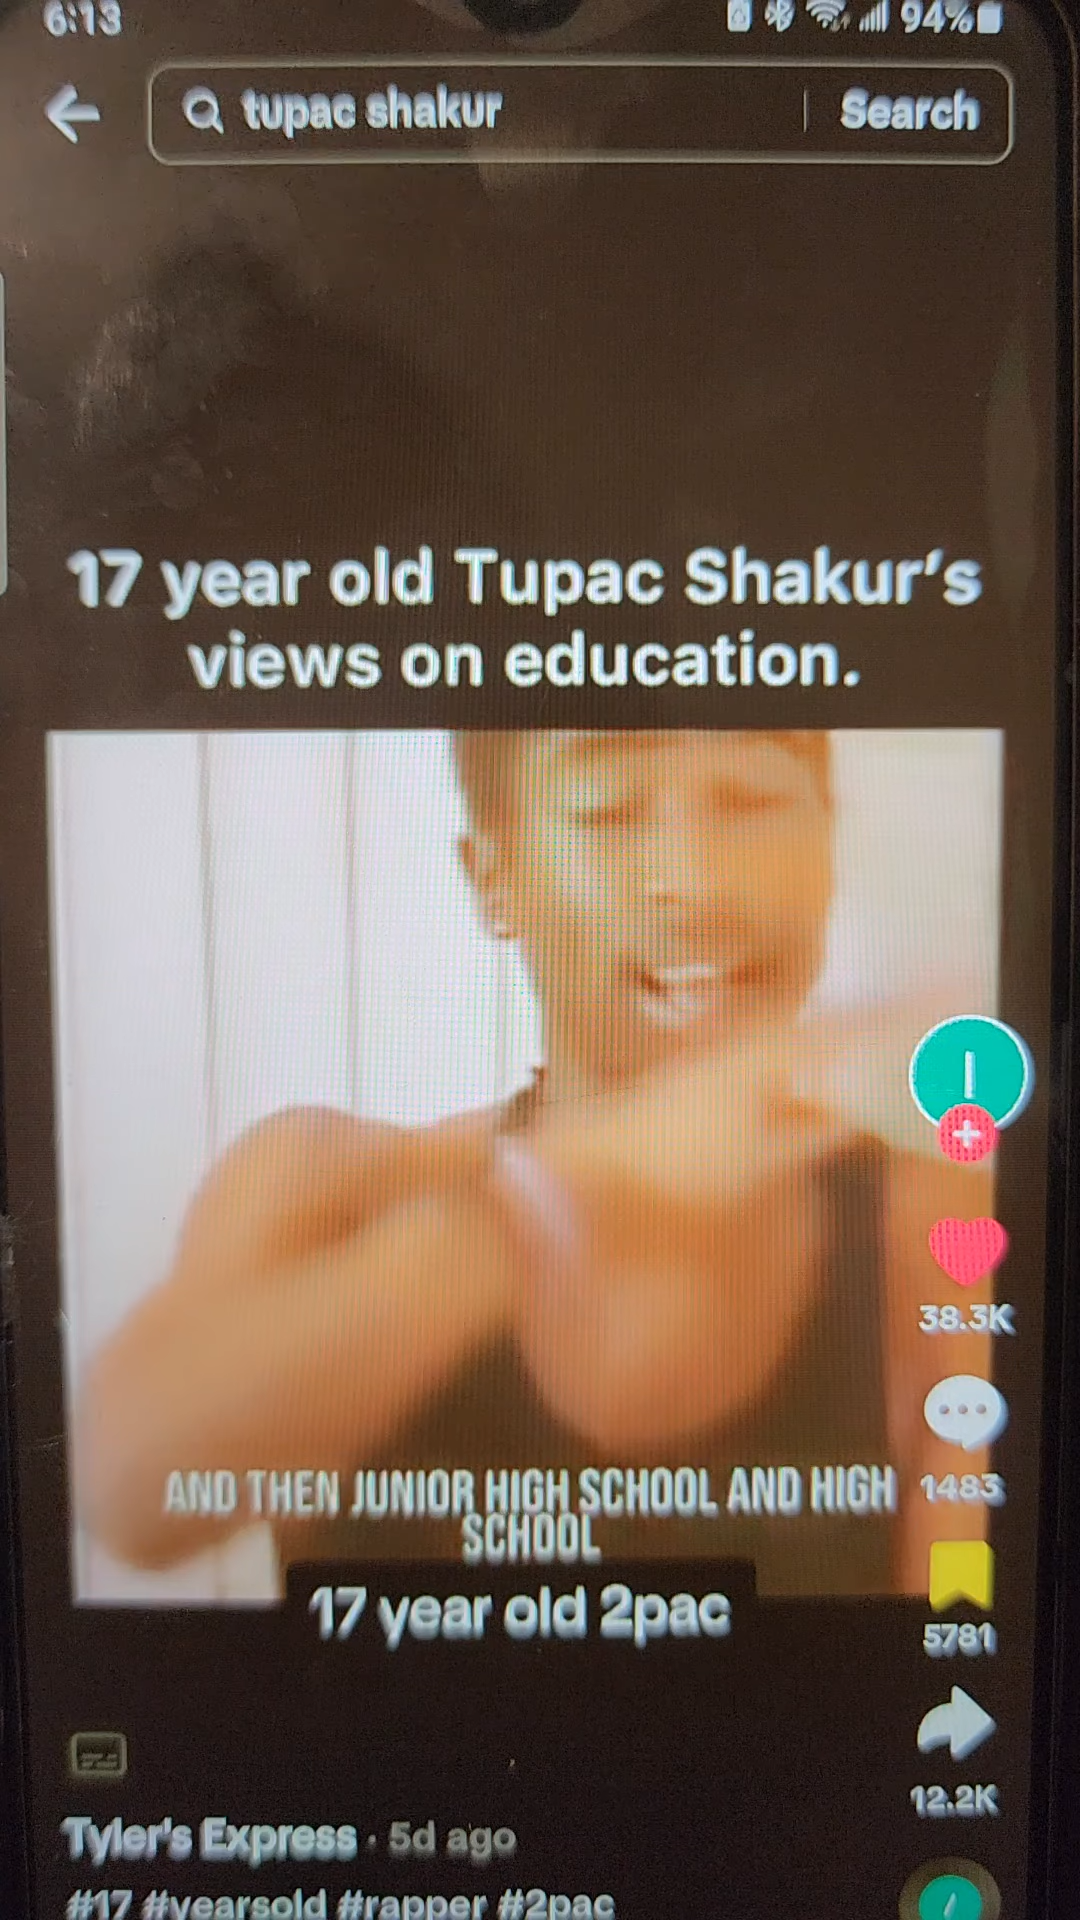 6:13 94%
tupac shakur Search
17 year old Tupac Shakur's
views on education.
38.3K
AND THEN JUNIOR HIGH SCHOOL AND HIGH
SCHOOL
1483
17 year old 2pac
5781
12.2K
Tyler's Express · 5d ago
#17 #yearsold #rapper #2pac